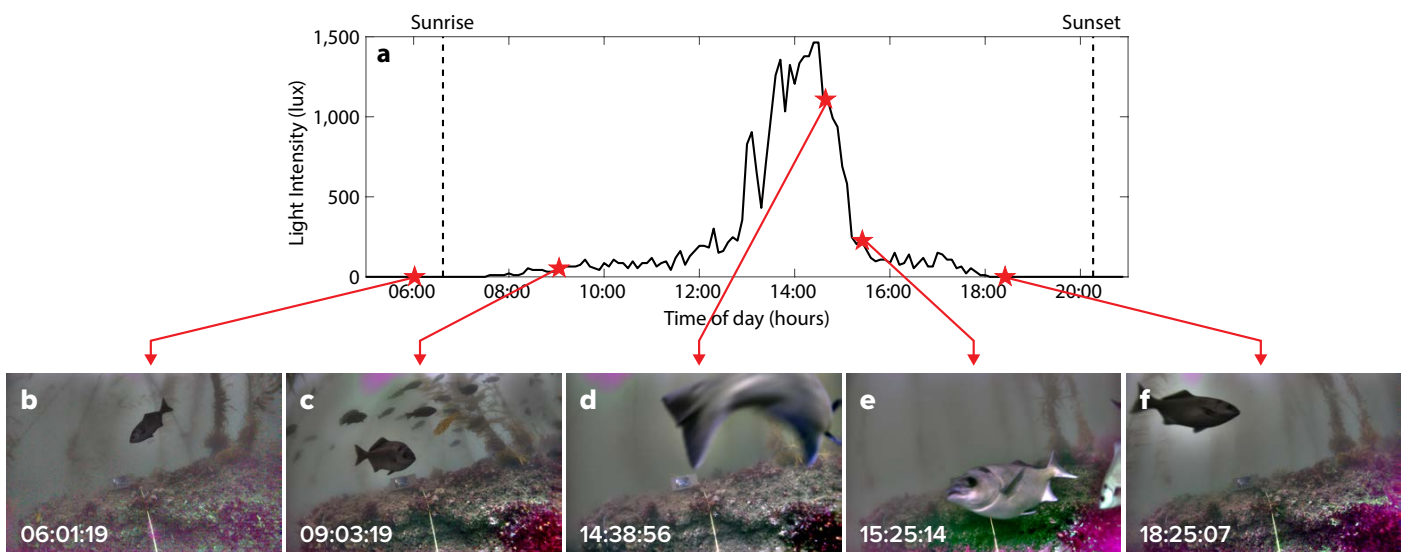 Sunrise
Sunset
1,500
a
1,000
500
0
Light Intensity (lux)
06:00
08:00
10:00
12:00
14:00
16:00
18:00
20:00
Time of day (hours)
b
c
d
e
f
06:01:19
09:03:19
14:38:56
15:25:14
18:25:07